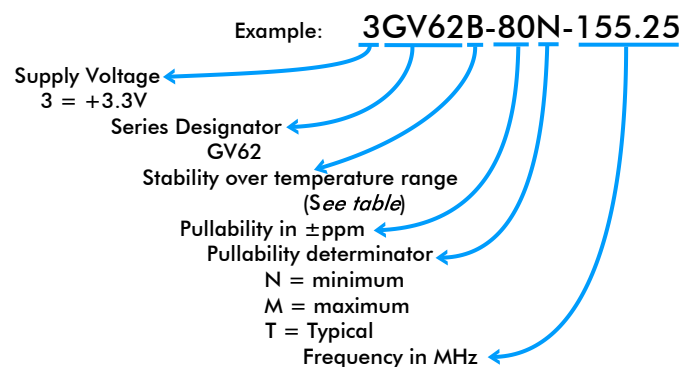 Example: 3GV62B-80N-155.25
Supply Voltage
3 = +3.3V
Series Designator
GV62
Stability over temperature range
(See table)
Pullability in ±ppm
Pullability determinator
N = minimum
M = maximum
T = Typical
Frequency in MHz